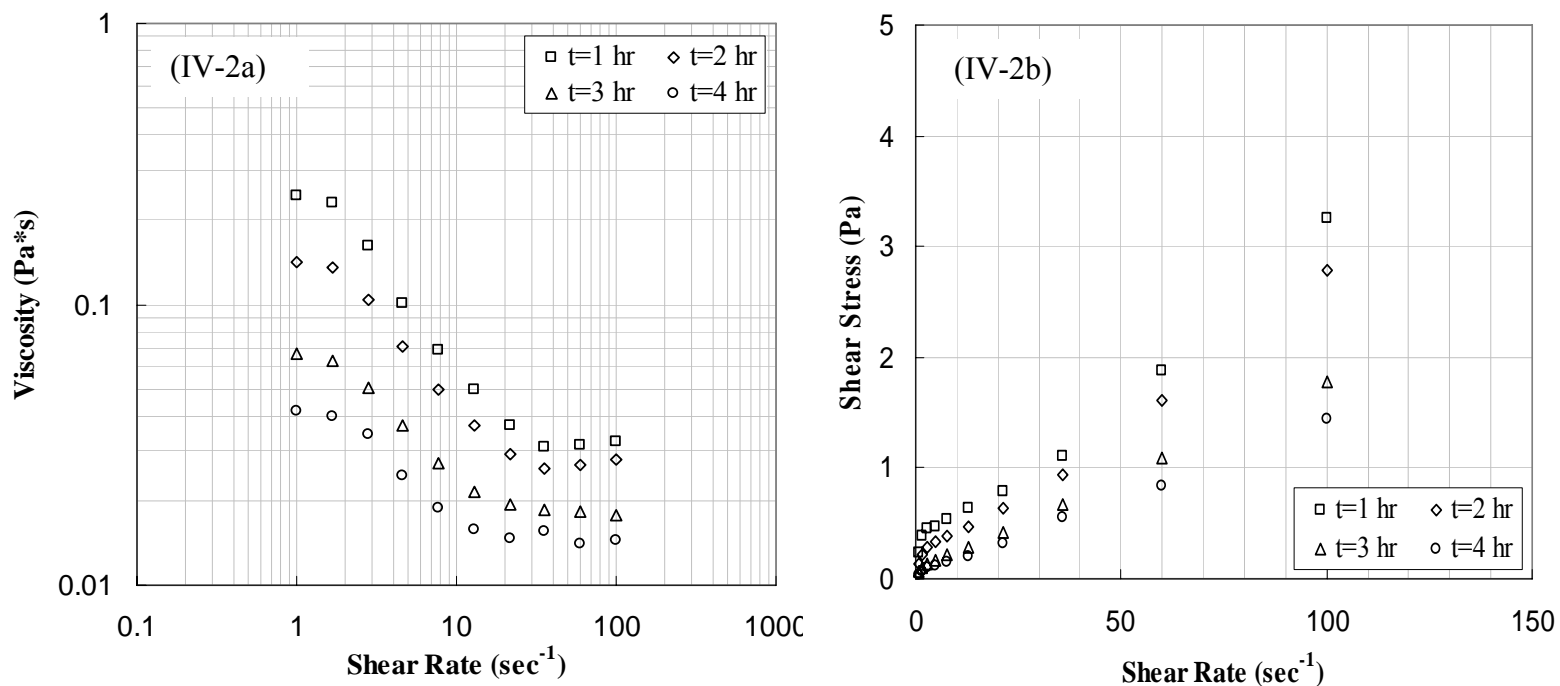 (IV-2a)
t=1 hr t=2 hr
t=3 hr t=4 hr
Viscosity (Pa*s)
1
0.1
0.01
0.1 1 10 100 1000
Shear Rate (sec-1)
(IV-2b)
Shear Stress (Pa)
5
4
3
2
1
0
t=1 hr t=2 hr
t=3 hr t=4 hr
0 50 100 150
Shear Rate (sec-1)